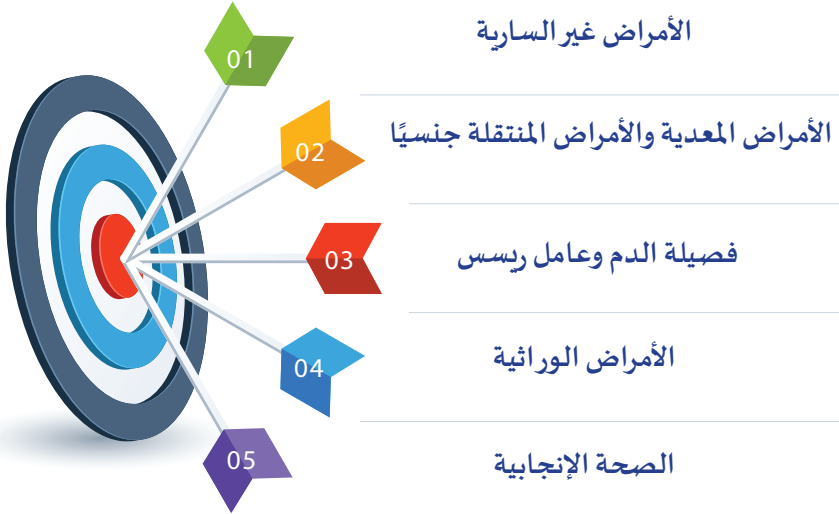 01
الأمراض غير السارية
02
الأمراض المعدية والأمراض المنتقلة جنسيًا
03
فصيلة الدم وعامل ريسس
04
الأمراض الوراثية
05
الصحة الإنجابية